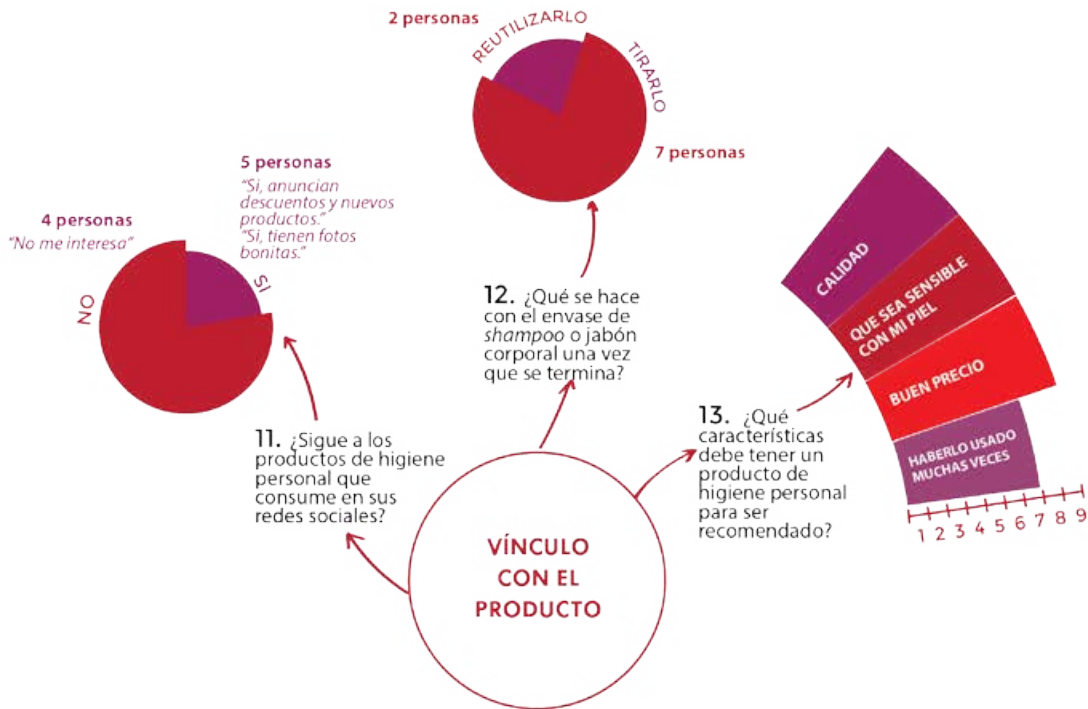 2 personas
REUTILIZARLO
TIRARLO
7 personas
5 personas
"Si, anuncian
descuentos y nuevos
productos."
"Si, tienen fotos
bonitas."
4 personas
"No me interesa"
NO
SI
12. ¿Qué se hace
con el envase de
shampoo o jabón
corporal una vez
que se termina?
CALIDAD
QUE SEA SENSIBLE
CON MI PIEL
BUEN PRECIO
HABERLO USADO
MUCHAS VECES
1 2 3 4 5 6 7 8 9
11. ¿Sigue a los
productos de higiene
personal que
consume en sus
redes sociales?
13. ¿Qué
características
debe tener un
producto de
higiene personal
para ser
recomendado?
VÍNCULO
CON EL
PRODUCTO